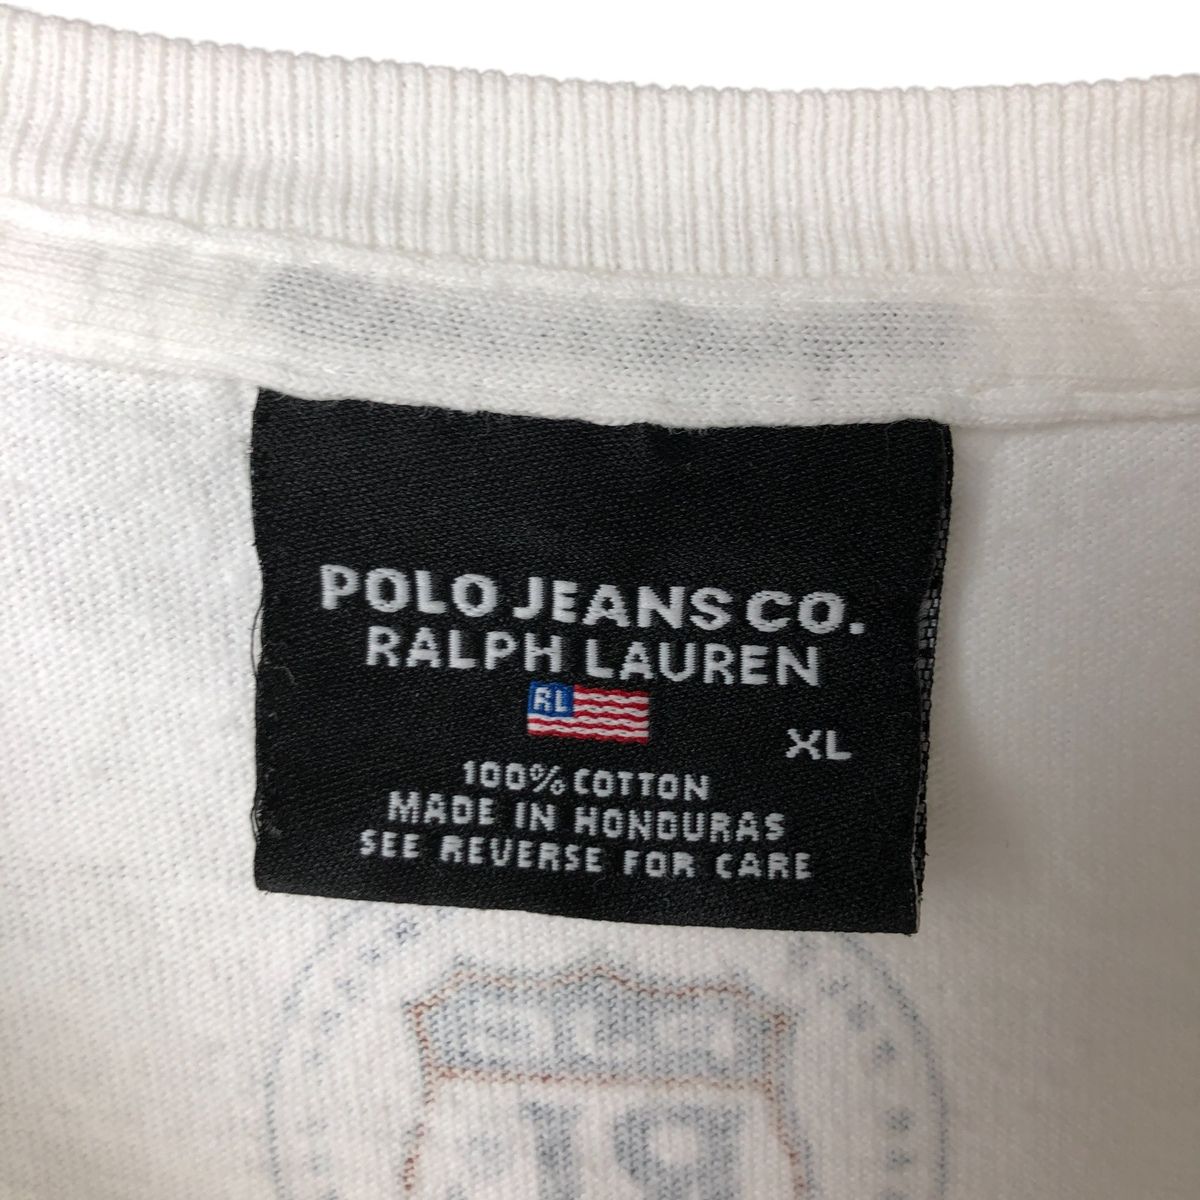 POLO JEANS CO.
RALPH LAUREN
RL
XL
100% COTTON
MADE IN HONDURAS
SEE REVERSE FOR CARE